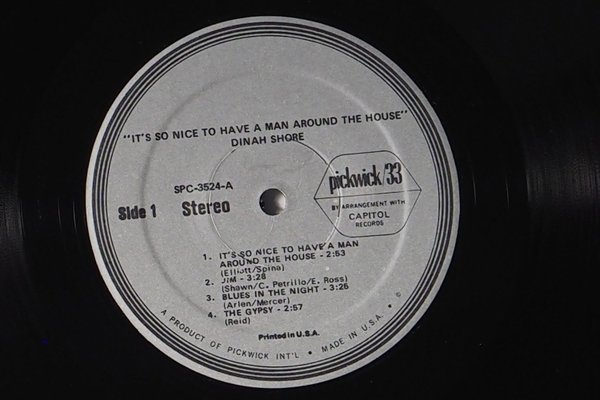 "IT'S SO NICE TO HAVE A MAN AROUND THE HOUSE"
DINAH SHORE
SPC-3524-A
Side 1 Stereo
pickwick/33
BY ARRANGEMENT WITH
CAPITOL
RECORDS
1. IT'S SO NICE TO HAVE A MAN
AROUND THE HOUSE - 2:53
(Elliott/Spina)
2. JIM - 3:28
(Shawn/C. Petrillo/E. Ross)
3. BLUES IN THE NIGHT - 3:25
(Arlen/Mercer)
4. THE GYPSY - 2:57
(Reid)
Printed in U.S.A.
A PRODUCT OF PICKWICK INT'L • MADE IN U.S.A. • ©